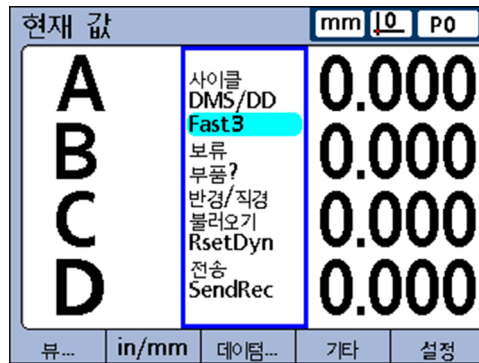 현재 값 mm 0 P0
A 0.000
B 0.000
C 0.000
D 0.000
사이클
DMS/DD
Fast3
보류
부품?
반경/직경
불러오기
RsetDyn
전송
SendRec
뷰... in/mm 데이텀... 기타 설정